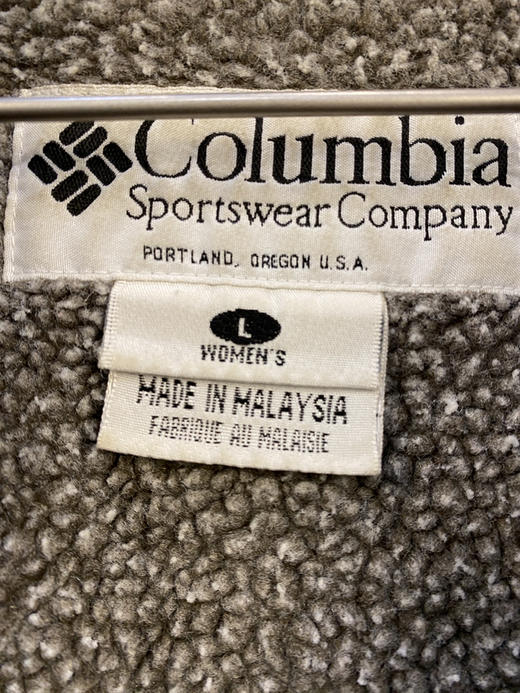 Columbia
Sportswear Company
PORTLAND, OREGON U.S.A.
L
WOMEN'S
MADE IN MALAYSIA
FABRIQUE AU MALAISIE